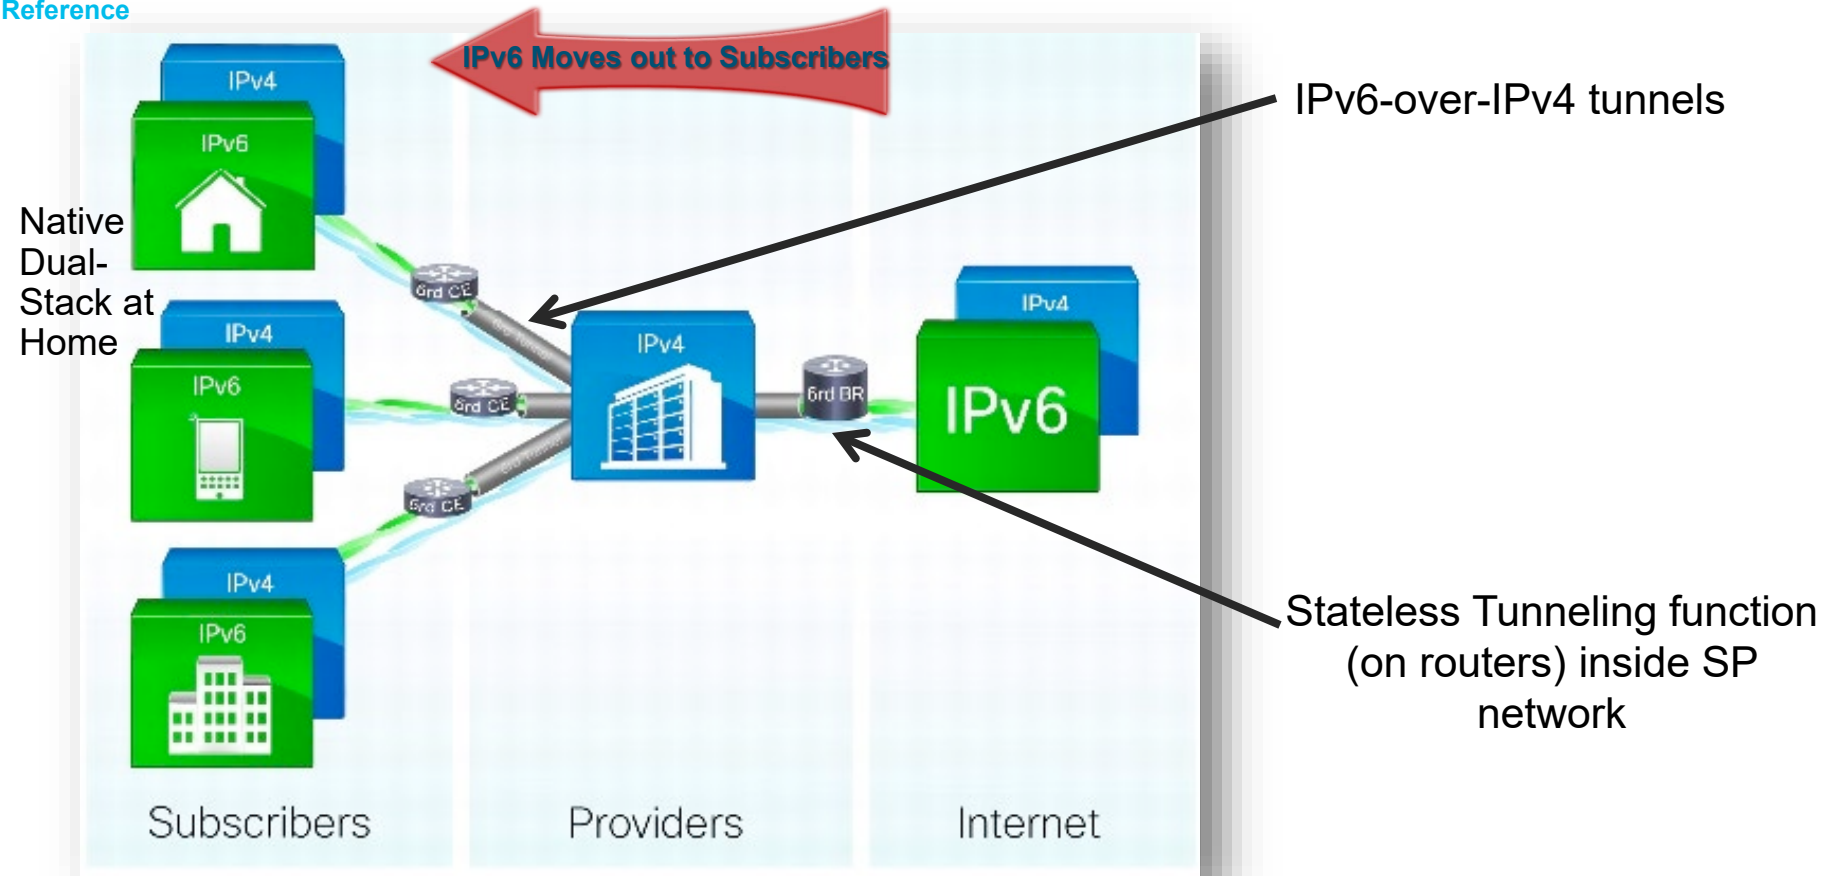 Reference
IPv6 Moves out to Subscribers
IPv4
IPv6
IPv6-over-IPv4 tunnels
Native
Dual-
Stack at
Home
6rd CE
IPv4
IPv6
6rd CE
IPv4
6rd BR
IPv4
IPv6
6rd CE
IPv4
IPv6
Stateless Tunneling function
(on routers) inside SP
network
Subscribers
Providers
Internet